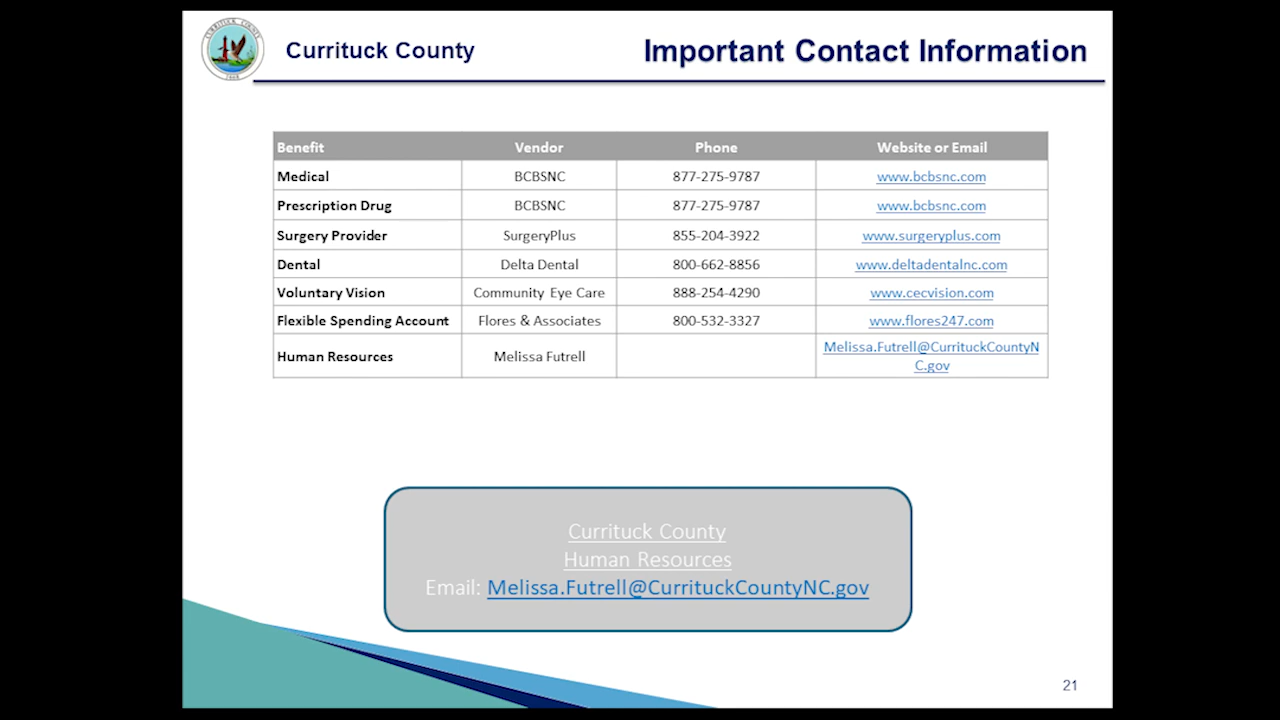 CURRITUCK COUNTY
Currituck County
Important Contact Information
Benefit Vendor Phone Website or Email
Medical BCBSNC 877-275-9787 www.bcbsnc.com
Prescription Drug BCBSNC 877-275-9787 www.bcbsnc.com
Surgery Provider SurgeryPlus 855-204-3922 www.surgeryplus.com
Dental Delta Dental 800-662-8856 www.deltadentalnc.com
Voluntary Vision Community Eye Care 888-254-4290 www.cecvision.com
Flexible Spending Account Flores & Associates 800-532-3327 www.flores247.com
Human Resources Melissa Futrell Melissa.Futrell@CurrituckCountyN
C.gov
Currituck County
Human Resources
Email: Melissa.Futrell@CurrituckCountyNC.gov
21